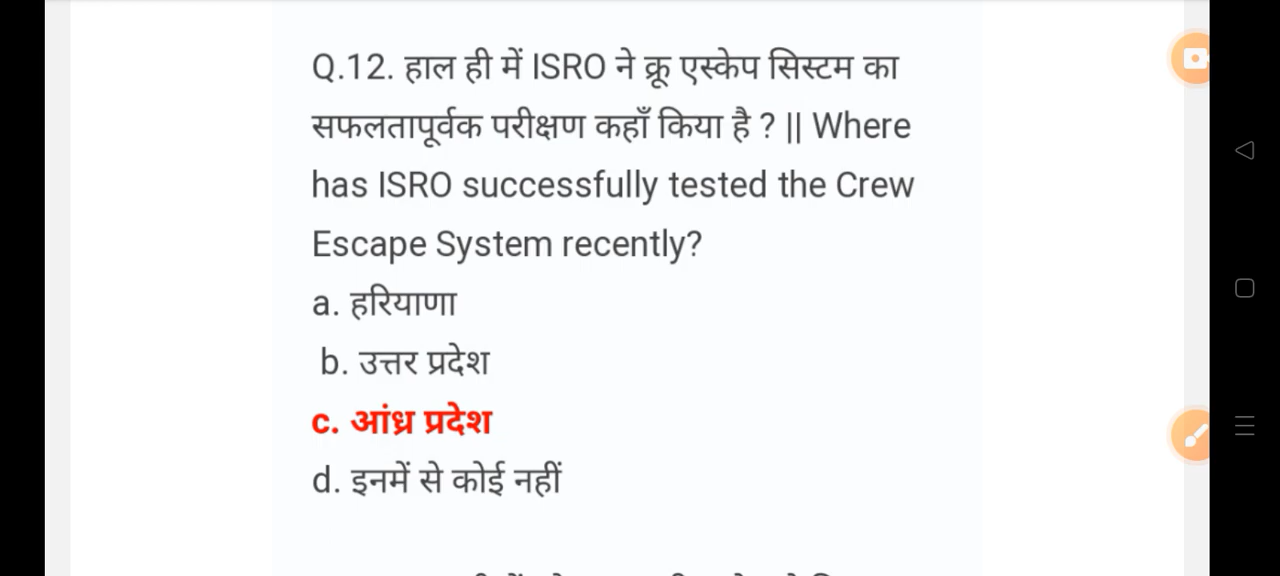 Q.12. हाल ही में ISRO ने क्रू एस्केप सिस्टम का
सफलतापूर्वक परीक्षण कहाँ किया है ? || Where
has ISRO successfully tested the Crew
Escape System recently?
a. हरियाणा
b. उत्तर प्रदेश
c. आंध्र प्रदेश
d. इनमें से कोई नहीं